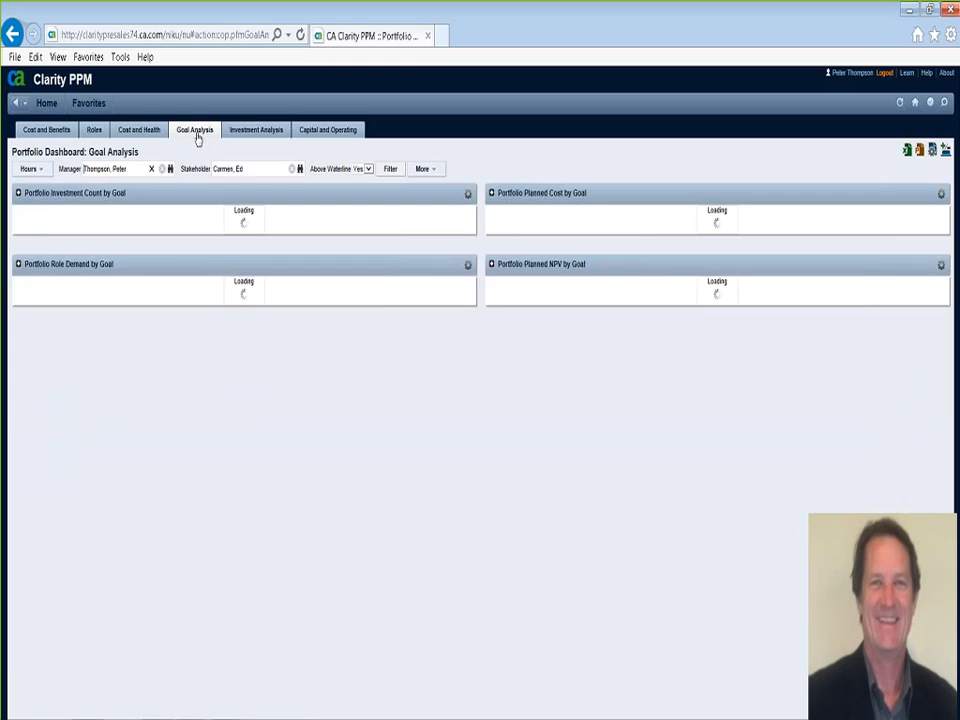 http://claritypresales74.ca.com/niku/nu#action:cop.pfmGoalAn
CA Clarity PPM :: Portfolio ...
File Edit View Favorites Tools Help
ca Clarity PPM
Peter Thompson Logout Learn Help About
Home Favorites
Cost and Benefits Roles Cost and Health Goal Analysis Investment Analysis Capital and Operating
Portfolio Dashboard: Goal Analysis
Hours Manager Thompson, Peter Stakeholder Carmen, Ed Above Waterline Yes Filter More
Portfolio Investment Count by Goal Portfolio Planned Cost by Goal
Loading Loading
Portfolio Role Demand by Goal Portfolio Planned NPV by Goal
Loading Loading